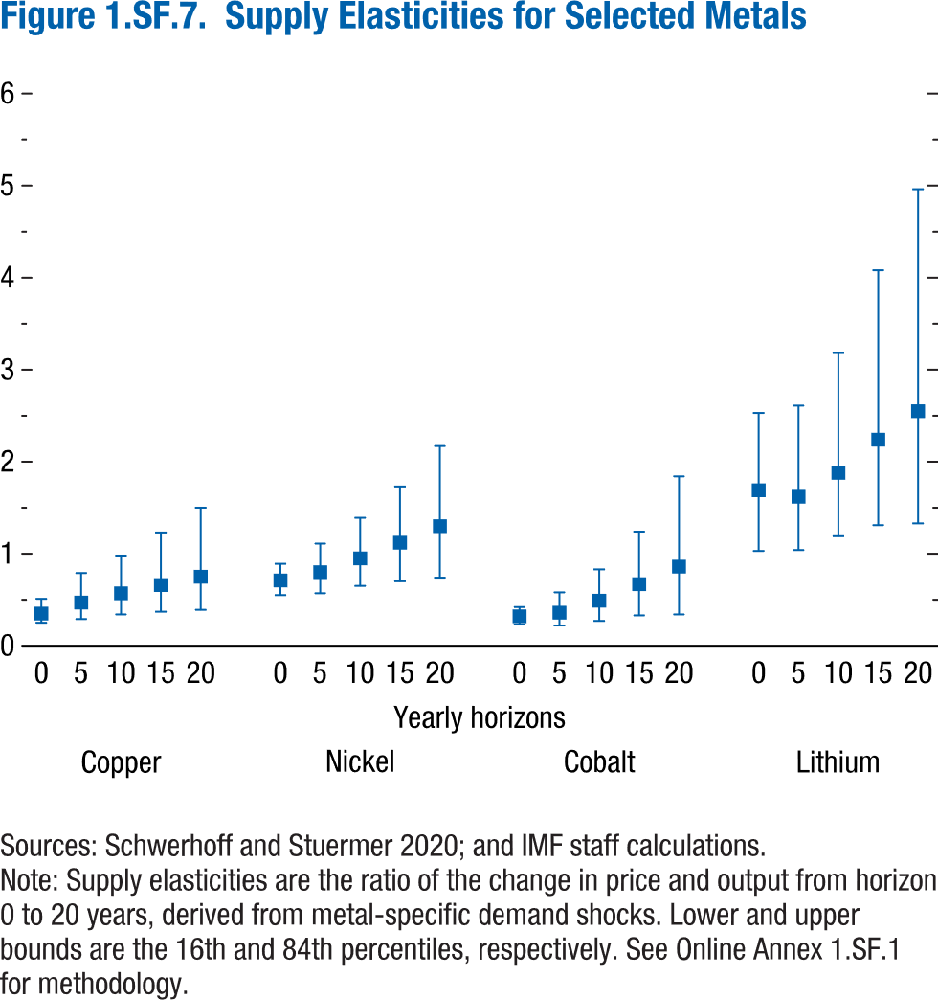 Figure 1.SF.7. Supply Elasticities for Selected Metals
6
5
4
3
2
1
0
0 5 10 15 20 0 5 10 15 20 0 5 10 15 20 0 5 10 15 20
Yearly horizons
Copper Nickel Cobalt Lithium
Sources: Schwerhoff and Stuermer 2020; and IMF staff calculations.
Note: Supply elasticities are the ratio of the change in price and output from horizon
0 to 20 years, derived from metal-specific demand shocks. Lower and upper
bounds are the 16th and 84th percentiles, respectively. See Online Annex 1.SF.1
for methodology.